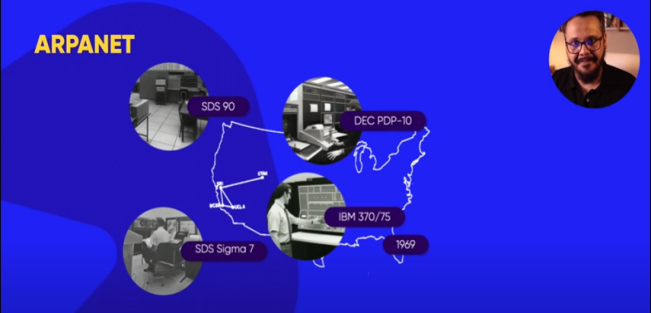 ARPANET
SDS 90
DEC PDP-10
IBM 370/75
SDS Sigma 7
1969